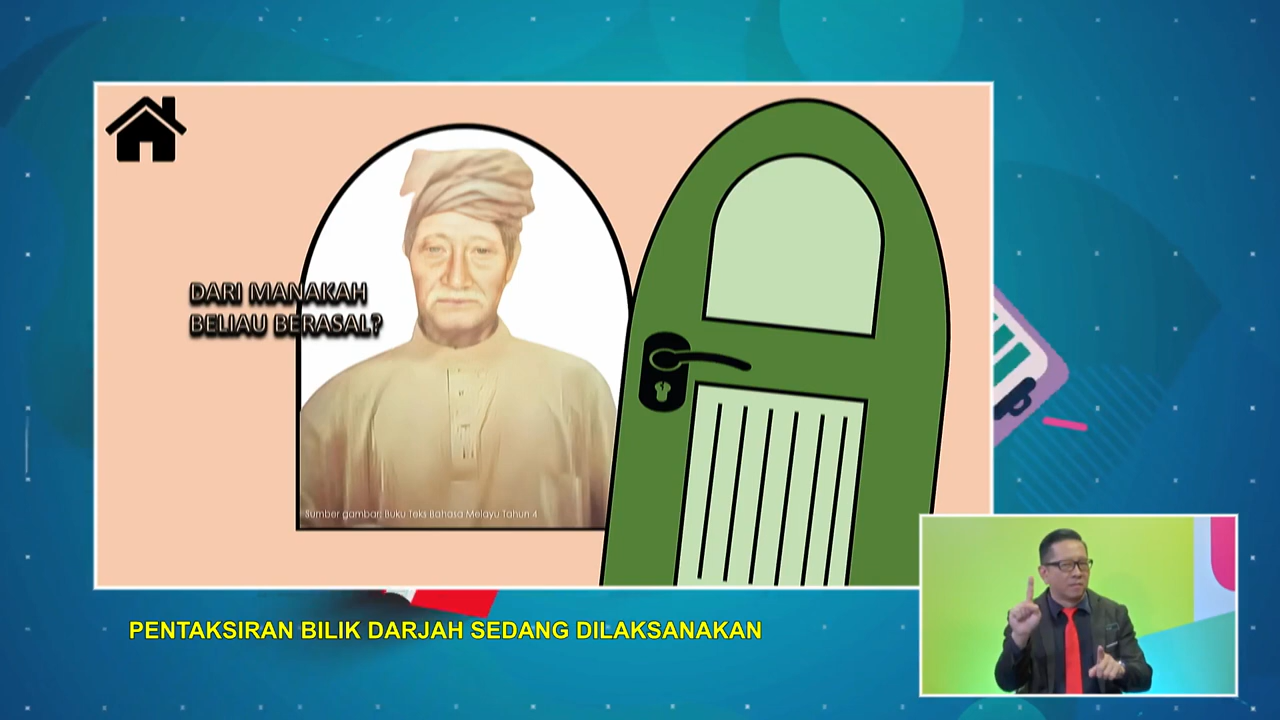 DARI MANAKAH
BELIAU BERASAL?
Sumber gambar: Buku Teks Bahasa Melayu Tahun 4
PENTAKSIRAN BILIK DARJAH SEDANG DILAKSANAKAN